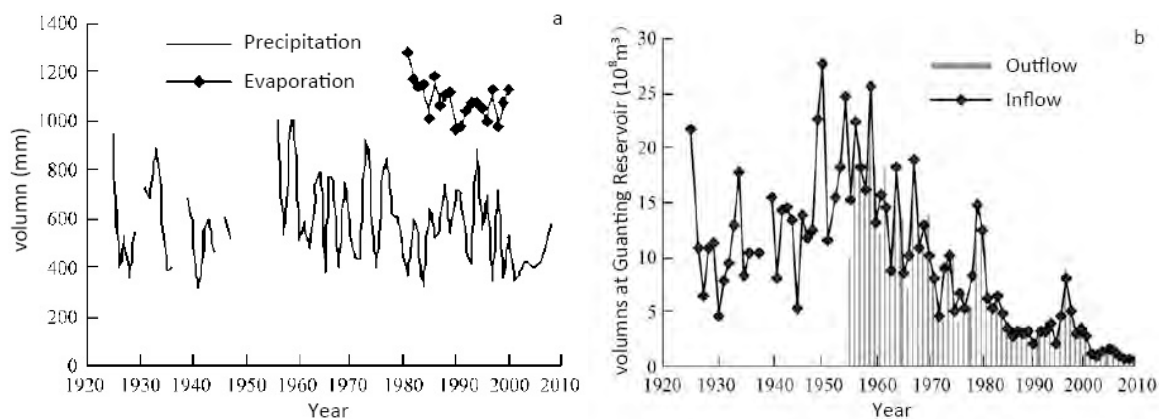 a
1400
1200
1000
800
600
400
200
0
volumn (mm)
Precipitation
Evaporation
1920 1930 1940 1950 1960 1970 1980 1990 2000 2010
Year
b
30
25
20
15
10
5
0
volumns at Guanting Reservoir (10⁸m³)
Outflow
Inflow
1920 1930 1940 1950 1960 1970 1980 1990 2000 2010
Year